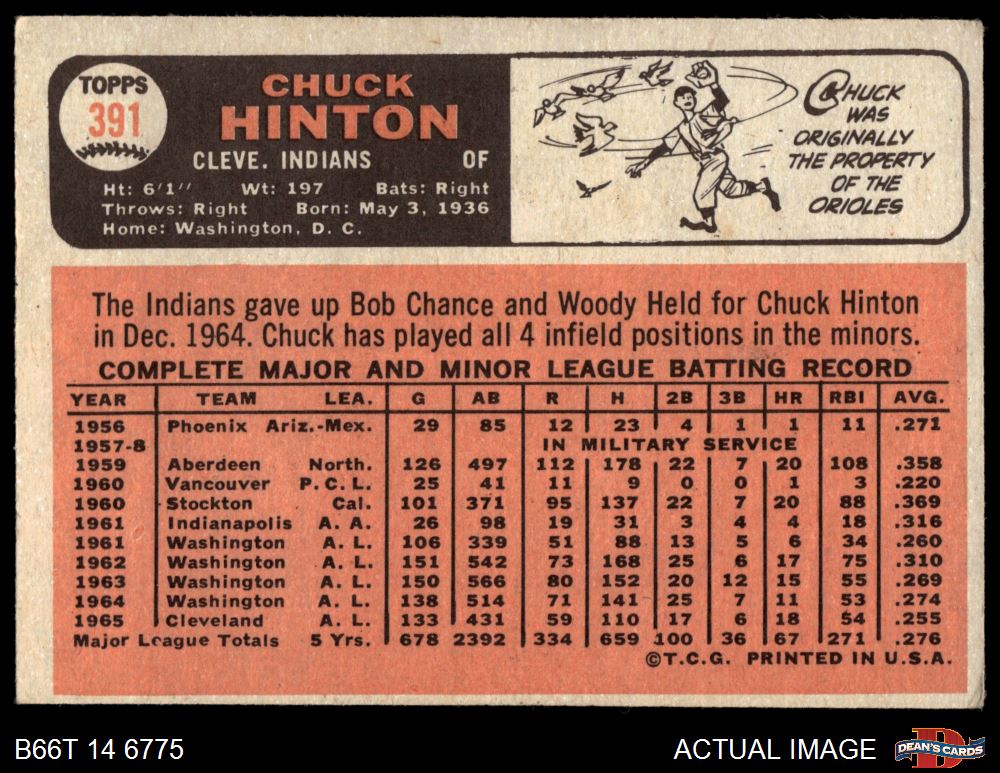 TOPPS
391
CHUCK
HINTON
CLEVE. INDIANS OF
Ht: 6'1" Wt: 197 Bats: Right
Throws: Right Born: May 3, 1936
Home: Washington, D. C.
CHUCK
WAS
ORIGINALLY
THE PROPERTY
OF THE
ORIOLES
The Indians gave up Bob Chance and Woody Held for Chuck Hinton
in Dec. 1964. Chuck has played all 4 infield positions in the minors.
COMPLETE MAJOR AND MINOR LEAGUE BATTING RECORD
YEAR TEAM LEA. G AB R H 2B 3B HR RBI AVG.
1956 Phoenix Ariz.-Mex. 29 85 12 23 4 1 1 11 .271
1957-8 IN MILITARY SERVICE
1959 Aberdeen North. 126 497 112 178 22 7 20 108 .358
1960 Vancouver P.C.L. 25 41 11 9 0 0 1 3 .220
1960 Stockton Cal. 101 371 95 137 22 7 20 88 .369
1961 Indianapolis A. A. 26 98 19 31 3 4 4 18 .316
1961 Washington A. L. 106 339 51 88 13 5 6 34 .260
1962 Washington A. L. 151 542 73 168 25 6 17 75 .310
1963 Washington A. L. 150 566 80 152 20 12 15 55 .269
1964 Washington A. L. 138 514 71 141 25 7 11 53 .274
1965 Cleveland A. L. 133 431 59 110 17 6 18 54 .255
Major League Totals 5 Yrs. 678 2392 334 659 100 36 67 271 .276
©T.C.G. PRINTED IN U.S.A.
B66T 14 6775 ACTUAL IMAGE DEAN'S CARDS